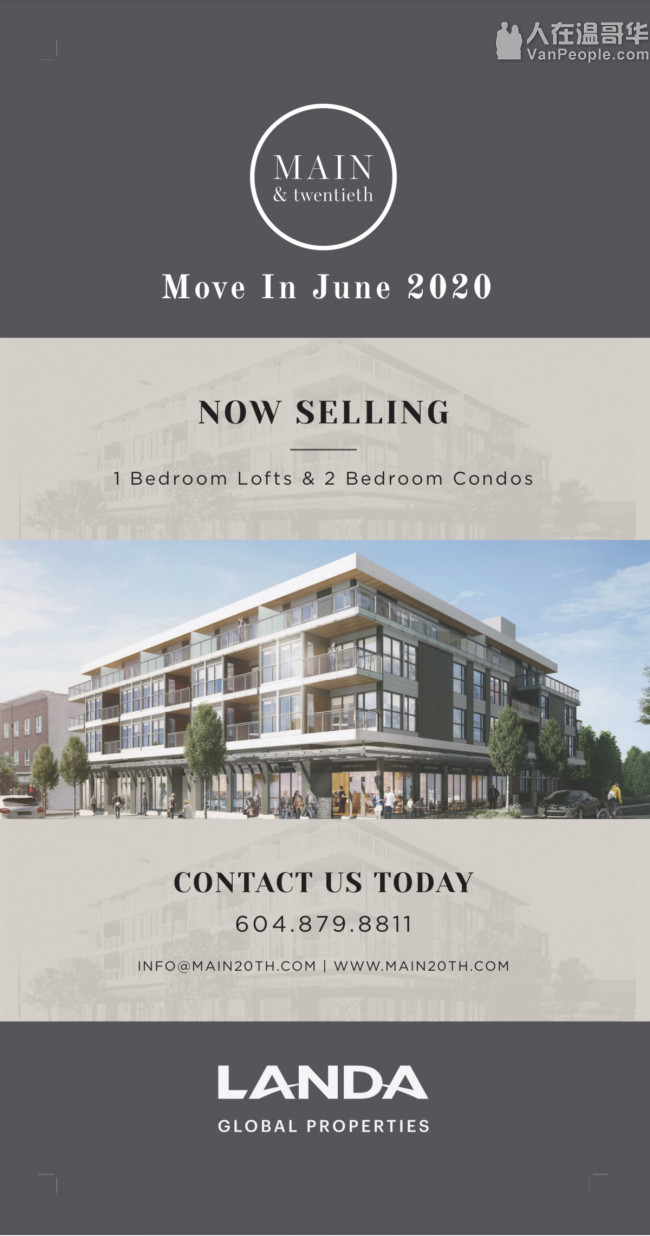 人在温哥华
VanPeople.com
MAIN
& twentieth
Move In June 2020
NOW SELLING
1 Bedroom Lofts & 2 Bedroom Condos
CONTACT US TODAY
604.879.8811
INFO@MAIN20TH.COM | WWW.MAIN20TH.COM
LANDA
GLOBAL PROPERTIES